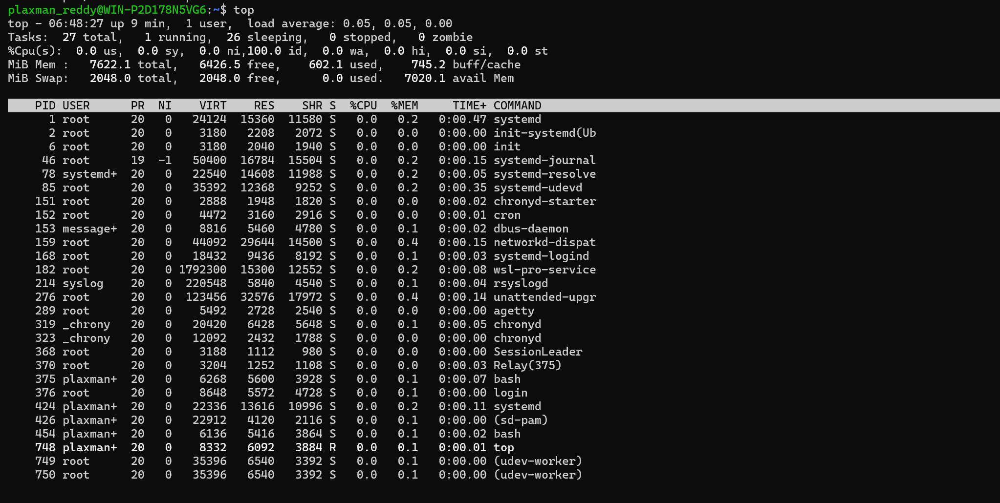 plaxman_reddy@WIN-P2D178N5VG6:~$ top
top - 06:48:27 up 9 min,  1 user,  load average: 0.05, 0.05, 0.00
Tasks:  27 total,   1 running,  26 sleeping,   0 stopped,   0 zombie
%Cpu(s):  0.0 us,  0.0 sy,  0.0 ni,100.0 id,  0.0 wa,  0.0 hi,  0.0 si,  0.0 st
MiB Mem :   7622.1 total,   6426.5 free,    602.1 used,    745.2 buff/cache
MiB Swap:   2048.0 total,   2048.0 free,      0.0 used.   7020.1 avail Mem
    PID USER      PR  NI    VIRT    RES    SHR S  %CPU  %MEM     TIME+ COMMAND
      1 root      20   0   24124  15360  11580 S   0.0   0.2   0:00.47 systemd
      2 root      20   0    3180   2208   2072 S   0.0   0.0   0:00.00 init-systemd(Ub
      6 root      20   0    3180   2040   1940 S   0.0   0.0   0:00.00 init
     46 root      19  -1   50400  16784  15504 S   0.0   0.2   0:00.15 systemd-journal
     78 systemd+  20   0   22540  14608  11988 S   0.0   0.2   0:00.05 systemd-resolve
     85 root      20   0   35392  12368   9252 S   0.0   0.2   0:00.35 systemd-udevd
    151 root      20   0    2888   1948   1820 S   0.0   0.0   0:00.02 chronyd-starter
    152 root      20   0    4472   3160   2916 S   0.0   0.0   0:00.01 cron
    153 message+  20   0    8816   5460   4780 S   0.0   0.1   0:00.02 dbus-daemon
    159 root      20   0   44092  29644  14500 S   0.0   0.4   0:00.15 networkd-dispat
    168 root      20   0   18432   9436   8192 S   0.0   0.1   0:00.03 systemd-logind
    182 root      20   0 1792300  15300  12552 S   0.0   0.2   0:00.08 wsl-pro-service
    214 syslog    20   0  220548   5840   4540 S   0.0   0.1   0:00.04 rsyslogd
    276 root      20   0  123456  32576  17972 S   0.0   0.4   0:00.14 unattended-upgr
    289 root      20   0    5492   2728   2540 S   0.0   0.0   0:00.00 agetty
    319 _chrony   20   0   20420   6428   5648 S   0.0   0.1   0:00.05 chronyd
    323 _chrony   20   0   12092   2432   1788 S   0.0   0.0   0:00.00 chronyd
    368 root      20   0    3188   1112    980 S   0.0   0.0   0:00.00 SessionLeader
    370 root      20   0    3204   1252   1108 S   0.0   0.0   0:00.03 Relay(375)
    375 plaxman+  20   0    6268   5600   3928 S   0.0   0.1   0:00.07 bash
    376 root      20   0    8648   5572   4728 S   0.0   0.1   0:00.00 login
    424 plaxman+  20   0   22336  13616  10996 S   0.0   0.2   0:00.11 systemd
    426 plaxman+  20   0   22912   4120   2116 S   0.0   0.1   0:00.00 (sd-pam)
    454 plaxman+  20   0    6136   5416   3864 S   0.0   0.1   0:00.02 bash
    748 plaxman+  20   0    8332   6092   3884 R   0.0   0.1   0:00.01 top
    749 root      20   0   35396   6540   3392 S   0.0   0.1   0:00.00 (udev-worker)
    750 root      20   0   35396   6540   3392 S   0.0   0.1   0:00.00 (udev-worker)